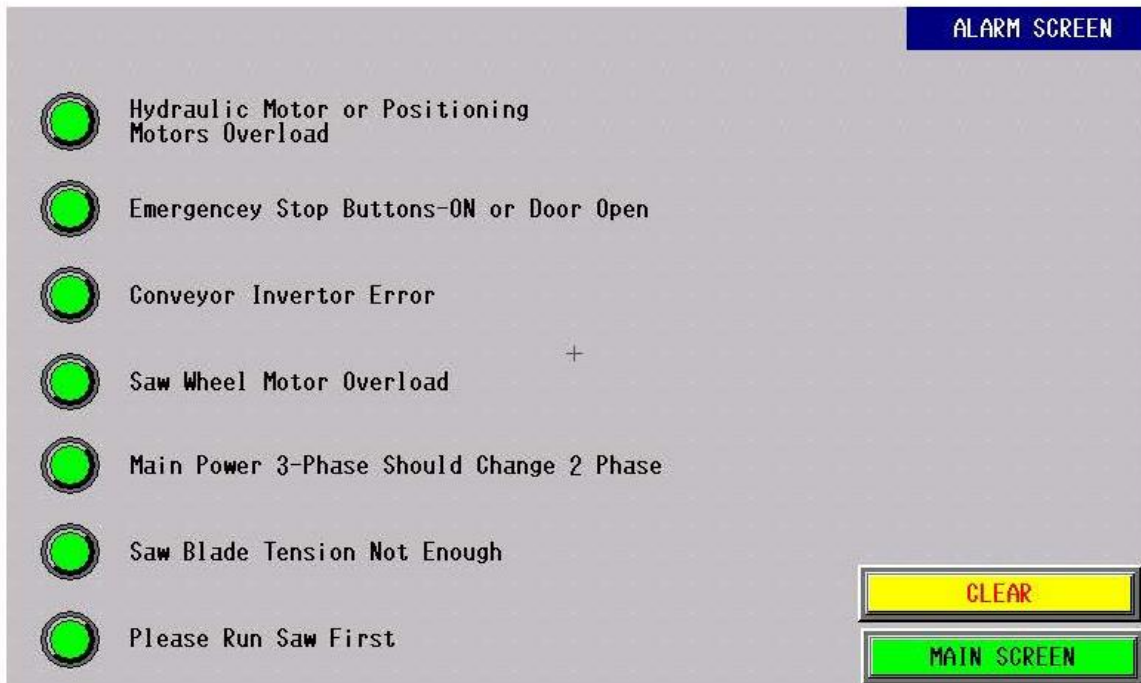 ALARM SCREEN
Hydraulic Motor or Positioning
Motors Overload
Emergencey Stop Buttons-ON or Door Open
Conveyor Invertor Error
Saw Wheel Motor Overload
Main Power 3-Phase Should Change 2 Phase
Saw Blade Tension Not Enough
CLEAR
Please Run Saw First
MAIN SCREEN